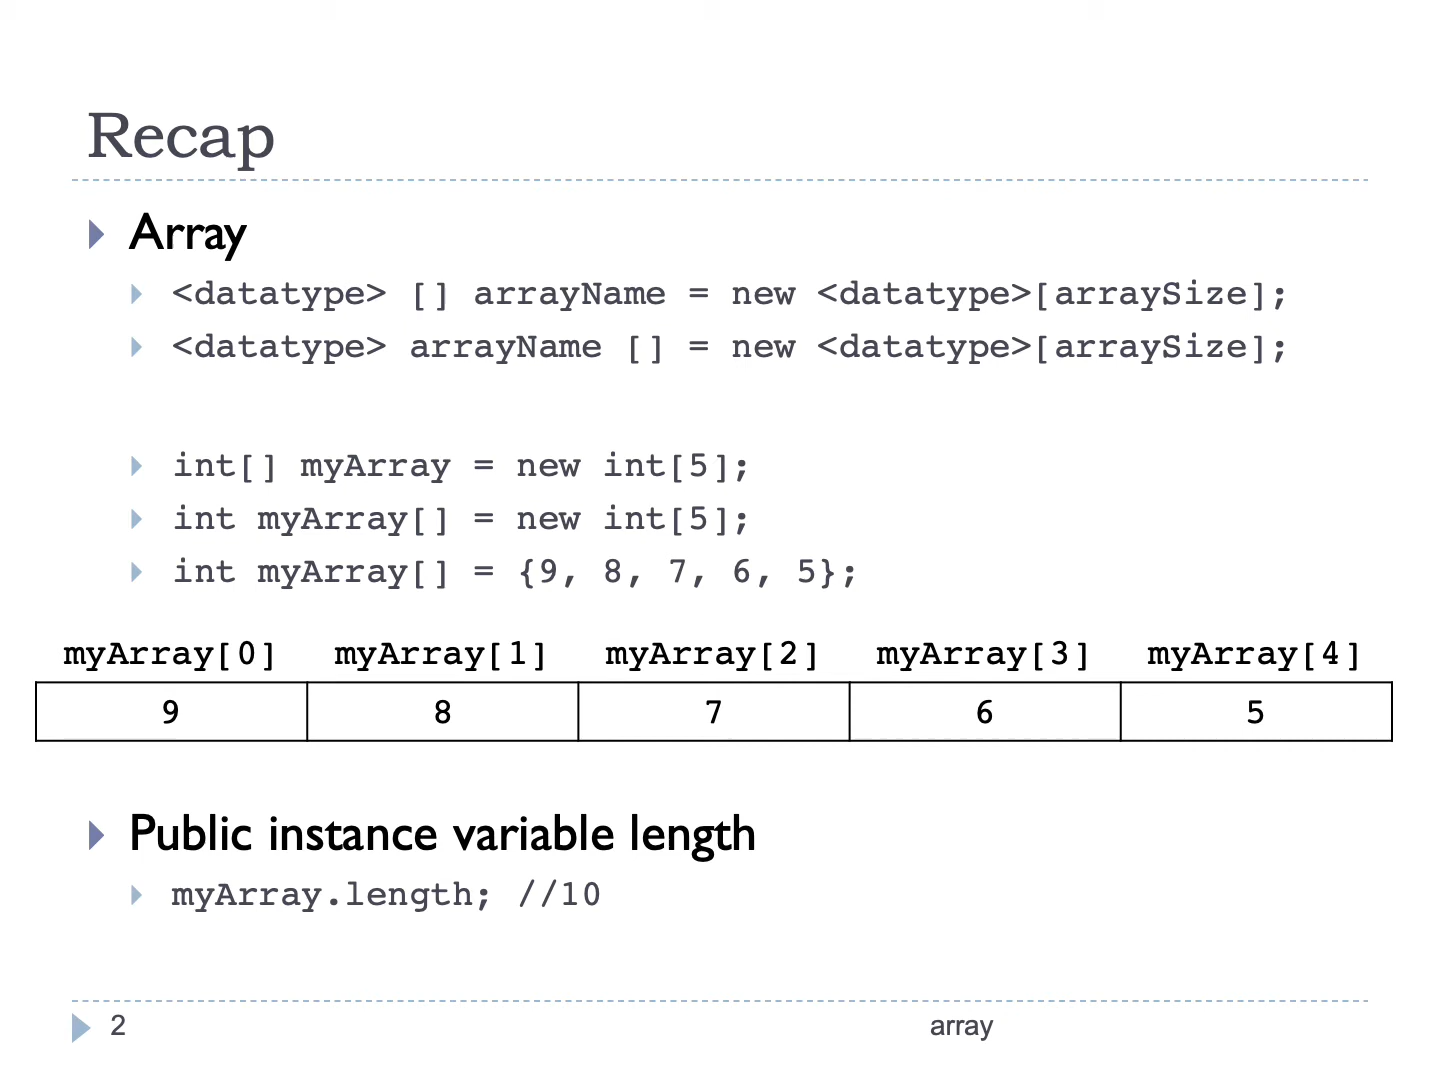 Recap
Array
<datatype> [] arrayName = new <datatype>[arraySize];
<datatype> arrayName [] = new <datatype>[arraySize];
int[] myArray = new int[5];
int myArray[] = new int[5];
int myArray[] = {9, 8, 7, 6, 5};
myArray[0] myArray[1] myArray[2] myArray[3] myArray[4]
9 8 7 6 5
Public instance variable length
myArray.length; //10
2 array